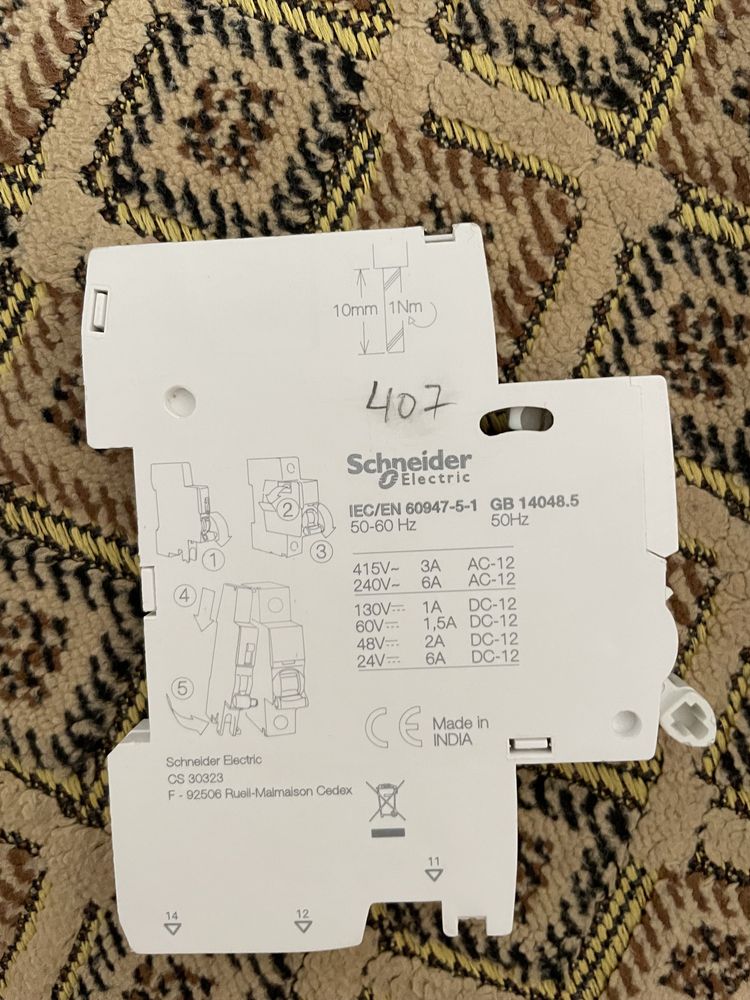 10mm 1Nm
407
Schneider
Electric
IEC/EN 60947-5-1 GB 14048.5
50-60 Hz 50Hz
1
2
3
415V~ 3A AC-12
240V~ 6A AC-12
130V⎓ 1A DC-12
60V⎓ 1,5A DC-12
48V⎓ 2A DC-12
24V⎓ 6A DC-12
4
5
CE Made in
INDIA
Schneider Electric
CS 30323
F - 92506 Rueil-Malmaison Cedex
11
14 12